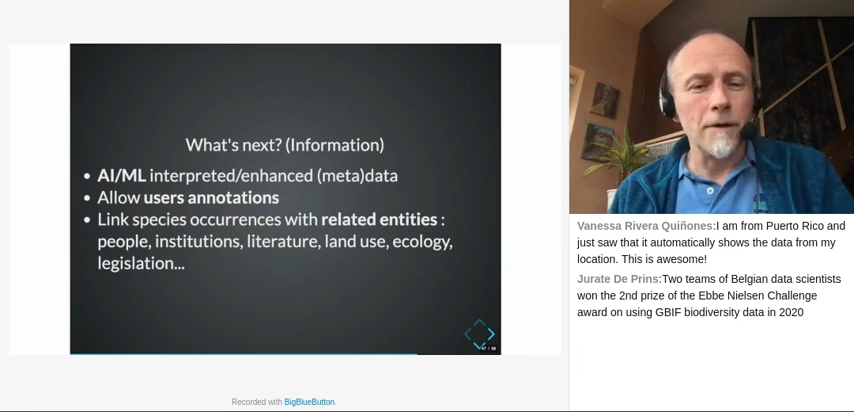 What's next? (Information)
• AI/ML interpreted/enhanced (meta)data
• Allow users annotations
• Link species occurrences with related entities :
people, institutions, literature, land use, ecology,
legislation...
Recorded with BigBlueButton.
Vanessa Rivera Quiñones:I am from Puerto Rico and
just saw that it automatically shows the data from my
location. This is awesome!
Jurate De Prins:Two teams of Belgian data scientists
won the 2nd prize of the Ebbe Nielsen Challenge
award on using GBIF biodiversity data in 2020